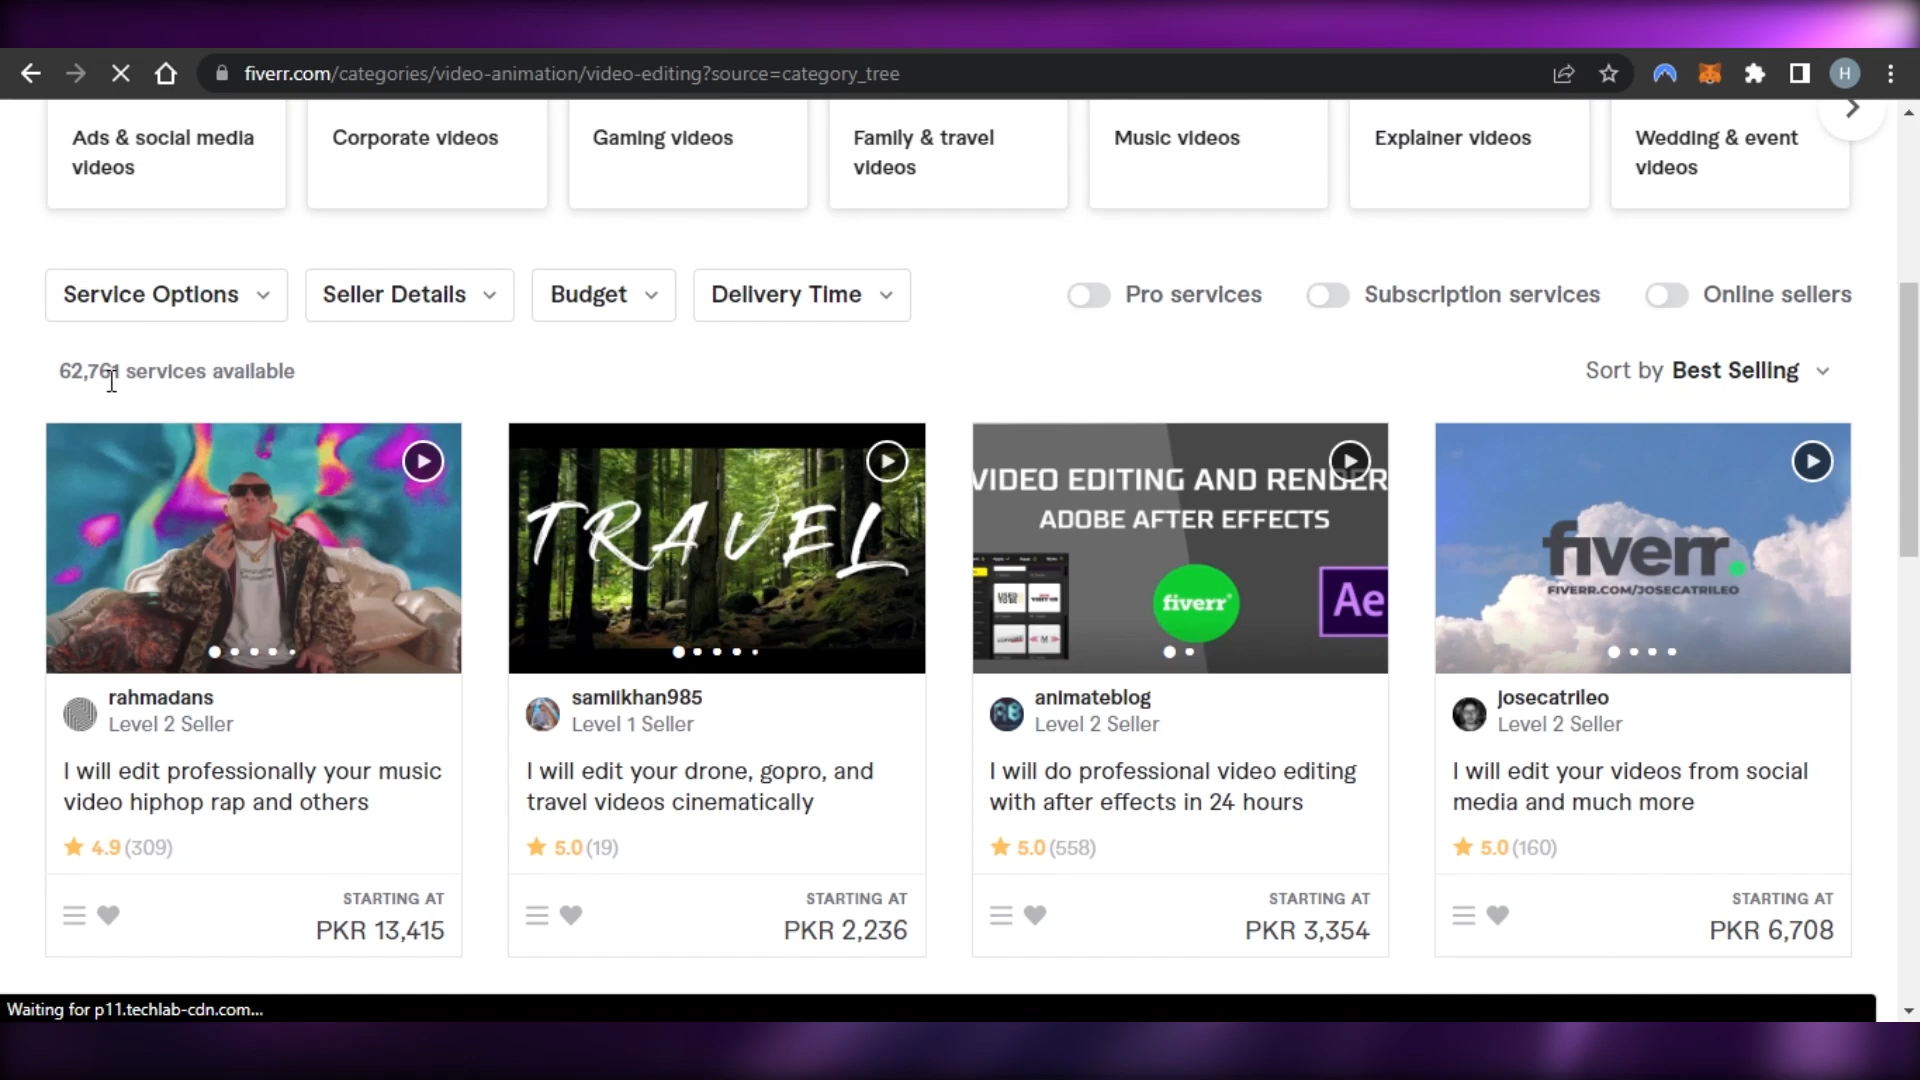 fiverr.com/categories/video-animation/video-editing?source=category_tree
H
Ads & social media
videos
Corporate videos
Gaming videos
Family & travel
videos
Music videos
Explainer videos
Wedding & event
videos
Service Options
Seller Details
Budget
Delivery Time
Pro services
Subscription services
Online sellers
62,761 services available
Sort by Best Selling
TRAVEL
VIDEO EDITING AND RENDER
ADOBE AFTER EFFECTS
fiverr
Ae
fiverr.
FIVERR.COM/JOSECATRILEO
rahmadans
Level 2 Seller
I will edit professionally your music
video hiphop rap and others
4.9 (309)
STARTING AT
PKR 13,415
samiikhan985
Level 1 Seller
I will edit your drone, gopro, and
travel videos cinematically
5.0 (19)
STARTING AT
PKR 2,236
AB
animateblog
Level 2 Seller
I will do professional video editing
with after effects in 24 hours
5.0 (558)
STARTING AT
PKR 3,354
josecatrileo
Level 2 Seller
I will edit your videos from social
media and much more
5.0 (160)
STARTING AT
PKR 6,708
Waiting for p11.techlab-cdn.com...